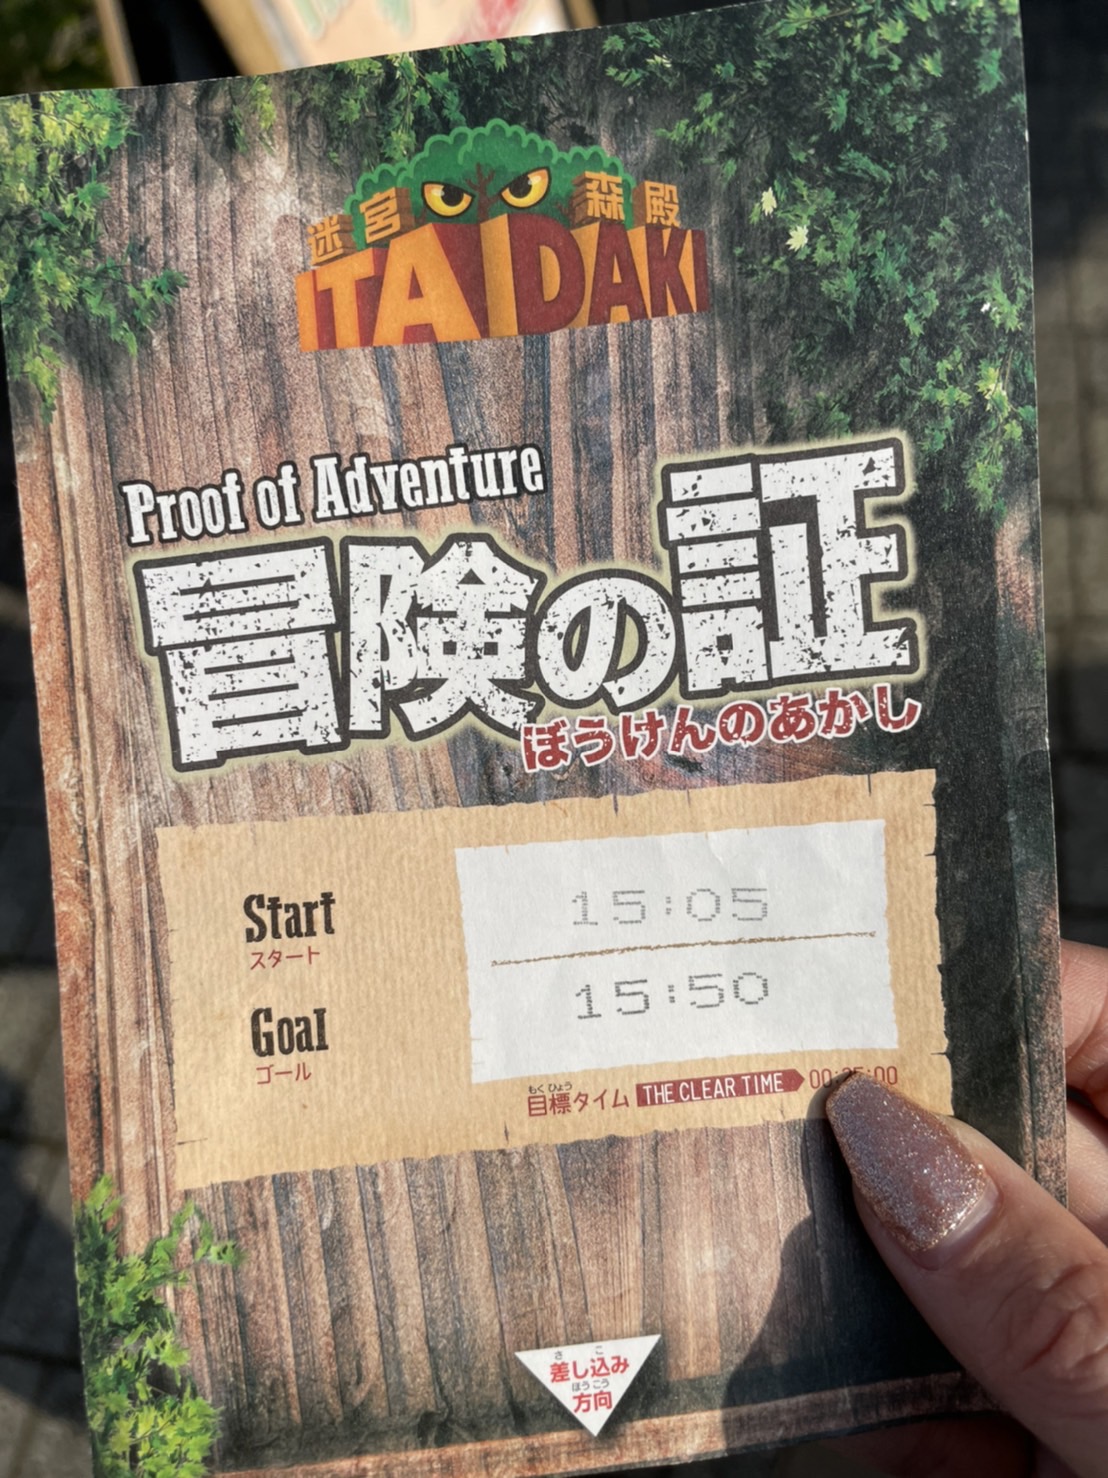 迷宮森殿
ITADAKI
Proof of Adventure
冒険の証
ぼうけんのあかし
Start
スタート
15:05
Goal
ゴール
15:50
もくひょう
目標タイム THE CLEAR TIME
さ こ
差し込み
ほうこう
方向